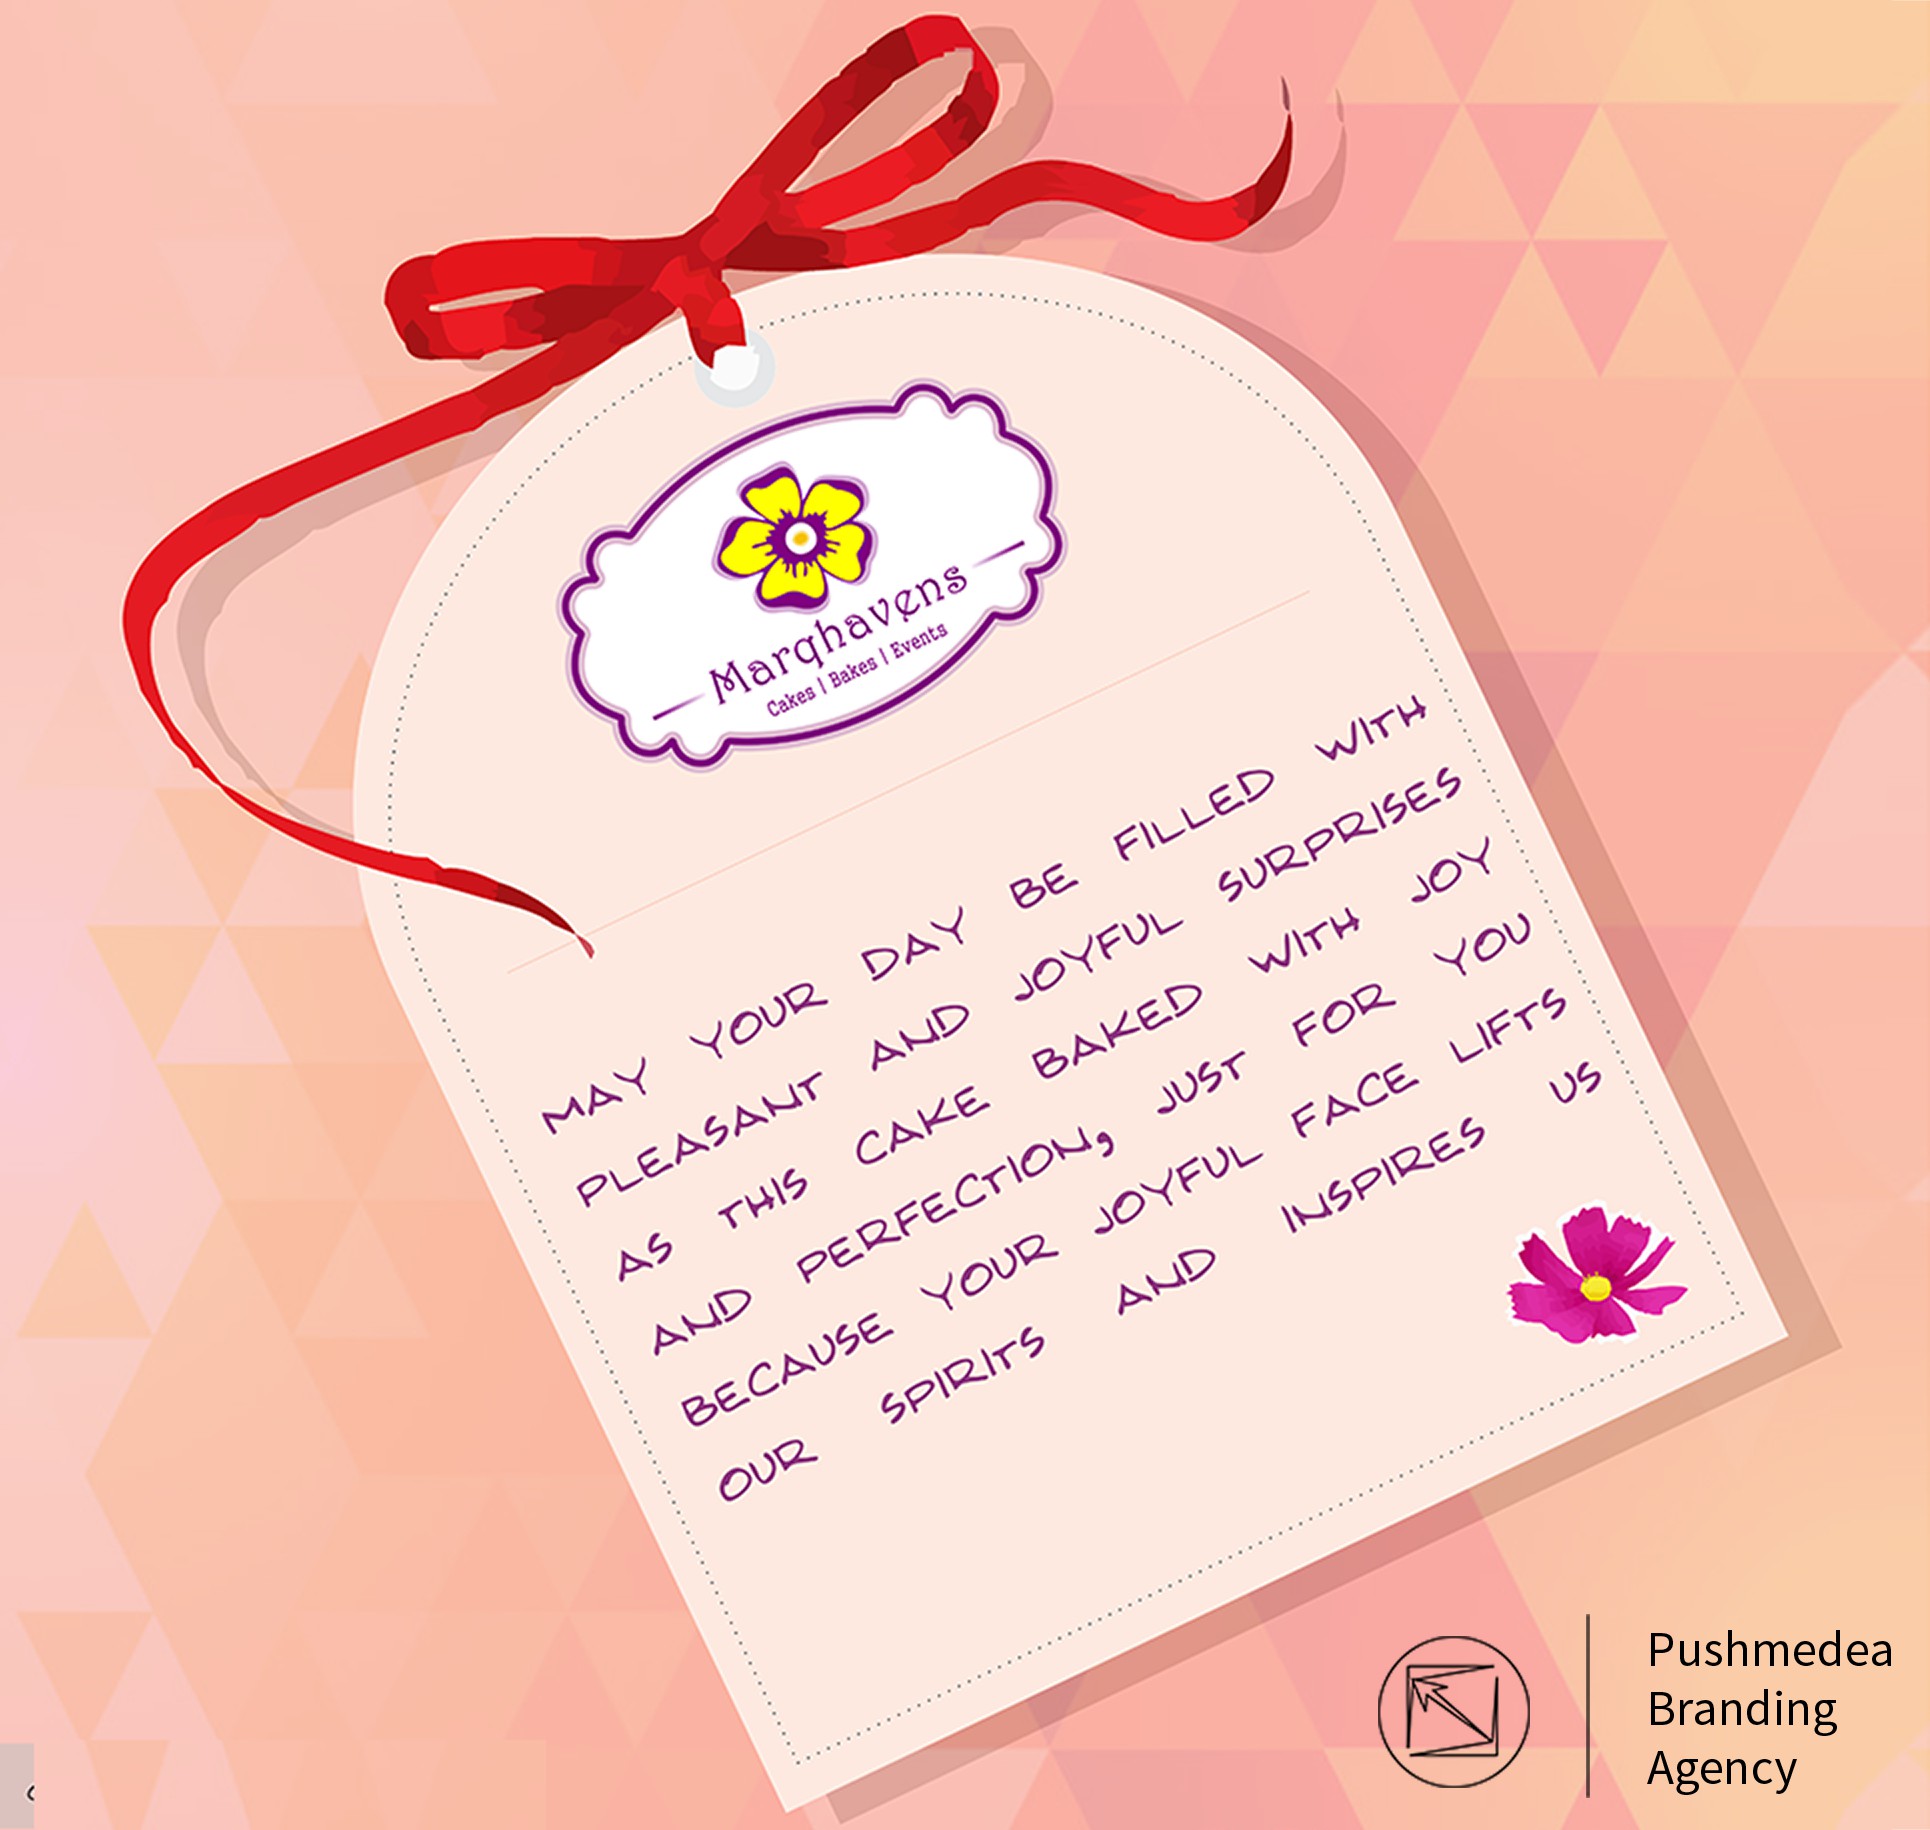 Marqhavens
Cakes | Bakes | Events
MAY YOUR DAY BE FILLED WITH
PLEASANT AND JOYFUL SURPRISES
AS THIS CAKE BAKED WITH JOY
AND PERFECTION, JUST FOR YOU
BECAUSE YOUR JOYFUL FACE LIFTS
OUR SPIRITS AND INSPIRES US
Pushmedea
Branding
Agency